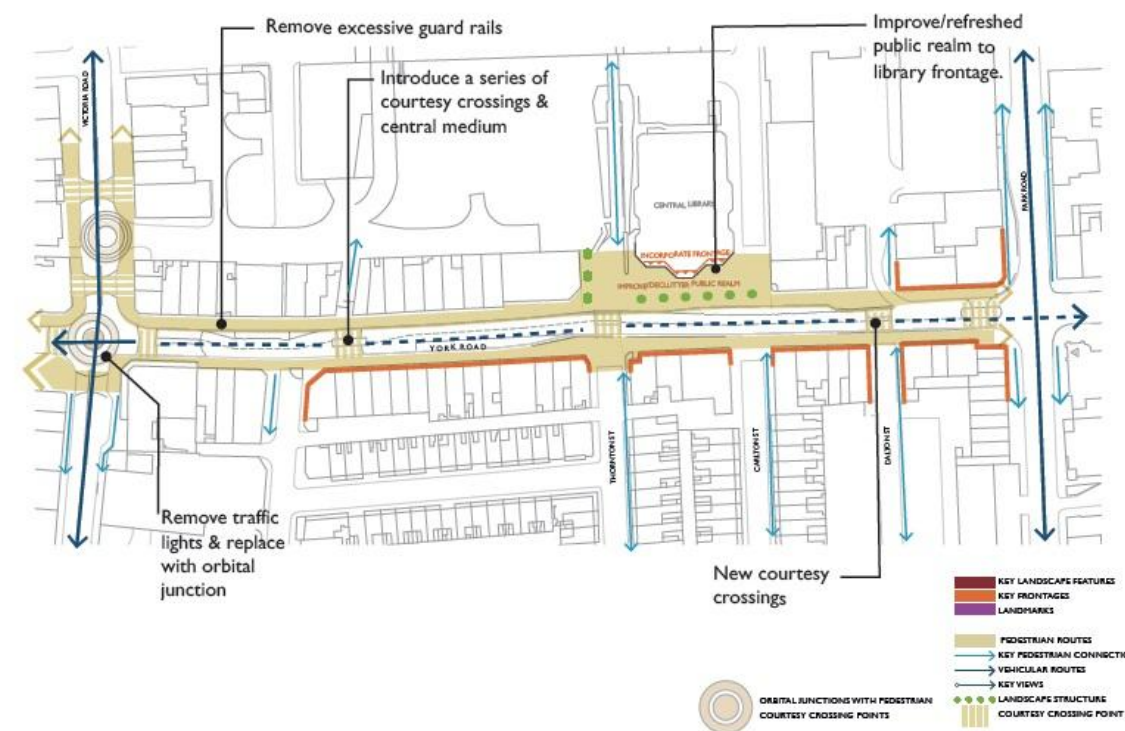 Remove excessive guard rails
Improve/refreshed
public realm to
library frontage.
Introduce a series of
courtesy crossings &
central medium
VICTORIA ROAD
PARK ROAD
CENTRAL LIBRARY
INCORPORATE FRONTAGE
IMPROVE/DECLUTTER PUBLIC REALM
YORK ROAD
THORNTON ST
CARLTON ST
DALTON ST
Remove traffic
lights & replace
with orbital
junction
New courtesy
crossings
KEY LANDSCAPE FEATURES
KEY FRONTAGES
LANDMARKS
PEDESTRIAN ROUTES
KEY PEDESTRIAN CONNECTIO
VEHICULAR ROUTES
KEY VIEWS
LANDSCAPE STRUCTURE
COURTESY CROSSING POINT
ORBITAL JUNCTIONS WITH PEDESTRIAN
COURTESY CROSSING POINTS